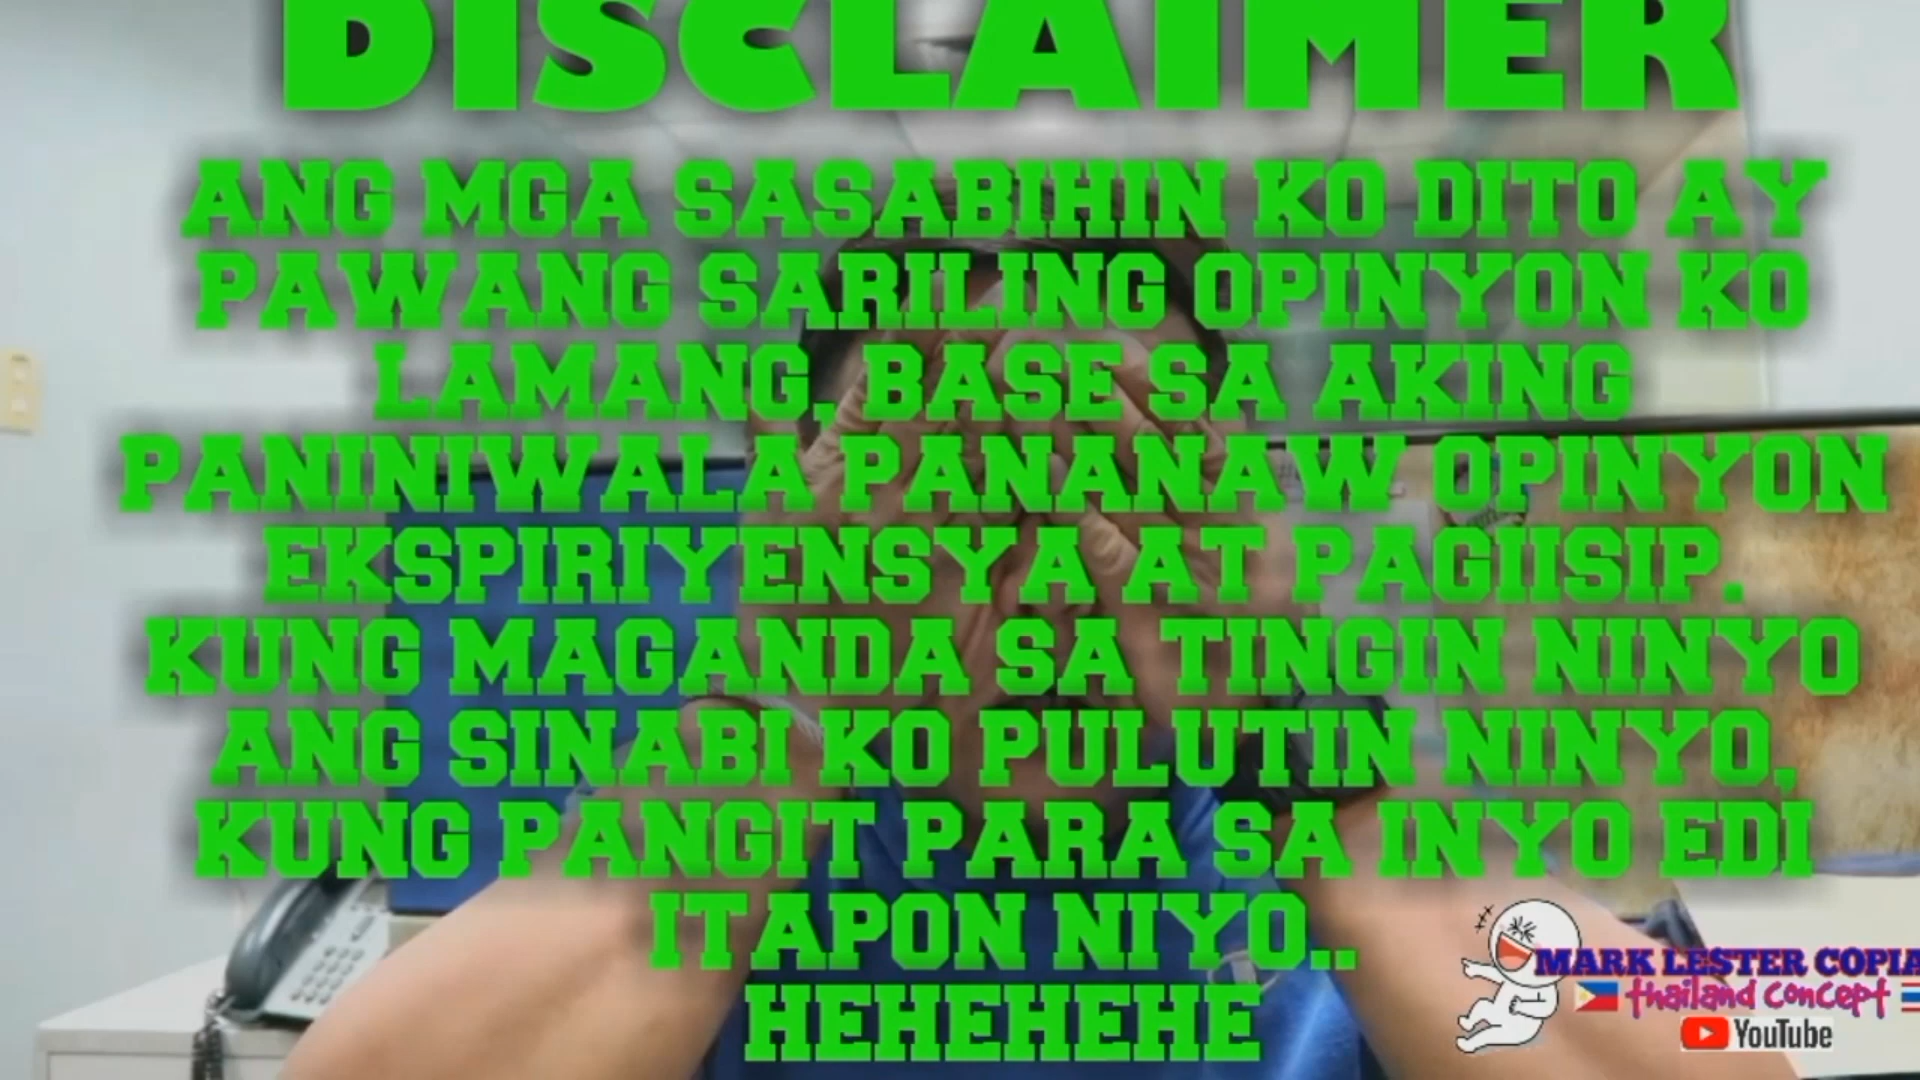 DISCLAIMER
ANG MGA SASABIHIN KO DITO AY
PAWANG SARILING OPINYON KO
LAMANG, BASE SA AKING
PANINIWALA PANANAW OPINYON
EKSPIRIYENSYA AT PAGIISIP.
KUNG MAGANDA SA TINGIN NINYO
ANG SINABI KO PULUTIN NINYO,
KUNG PANGIT PARA SA INYO EDI
ITAPON NIYO..
HEHEHEHE
MARK LESTER COPIA
thailand concept
YouTube